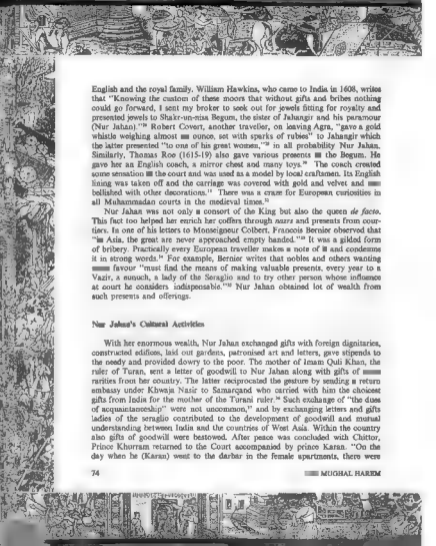 English and the royal family. William Hawkins, who came to India in 1608, writes
that "Knowing the custom of these moors that without gifts and bribes nothing
could go forward, I sent my broker to seek out for jewels fitting for royalty and
presented jewels to Shakr-un-nisa Begum, the sister of Jahangir and his paramour
(Nur Jahan)." Robert Covert, another traveller, on leaving Agra, "gave a gold
whistle weighing almost ounce, set with sparks of rubies" to Jahangir which
the latter presented "to one of his great women," in all probability Nur Jahan.
Similarly, Thomas Roe (1615-19) also gave various presents the Begum. He
gave her an English coach, a mirror chest and many toys. The coach created
some sensation the court and was used as a model by local craftsmen. Its English
lining was taken off and the carriage was covered with gold and velvet and
bellished with other decorations. There was a craze for European curiosities in
all Muhammadan courts in the medieval times.
Nur Jahan was not only a consort of the King but also the queen de facto.
This fact too helped her enrich her coffers through nazrs and presents from cour-
tiers. In one of his letters to Monseigneur Colbert, Francois Bernier observed that
"in Asia, the great are never approached empty handed." It was a gilded form
of bribery. Practically every European traveller makes a note of it and condemns
it in strong words. For example, Bernier writes that nobles and others wanting
favour "must find the means of making valuable presents, every year to a
Vazir, a eunuch, a lady of the Seraglio and to try other person whose influence
at court he considers indispensable." Nur Jahan obtained lot of wealth from
such presents and offerings.
Nur Jahan's Cultural Activities
With her enormous wealth, Nur Jahan exchanged gifts with foreign dignitaries,
constructed edifices, laid out gardens, patronised art and letters, gave stipends to
the needy and provided dowry to the poor. The mother of Imam Quli Khan, the
ruler of Turan, sent a letter of goodwill to Nur Jahan along with gifts of
rarities from her country. The latter reciprocated the gesture by sending a return
embassy under Khwaja Nasir to Samarqand who carried with him the choicest
gifts from India for the mother of the Turani ruler. Such exchange of "the dues
of acquaintanceship" were not uncommon, and by exchanging letters and gifts
ladies of the seraglio contributed to the development of goodwill and mutual
understanding between India and the countries of West Asia. Within the country
also gifts of goodwill were bestowed. After peace was concluded with Chittor,
Prince Khurram returned to the Court accompanied by prince Karan. "On the
day when he (Karan) went to the darbar in the female apartments, there were
74 MUGHAL HAREM